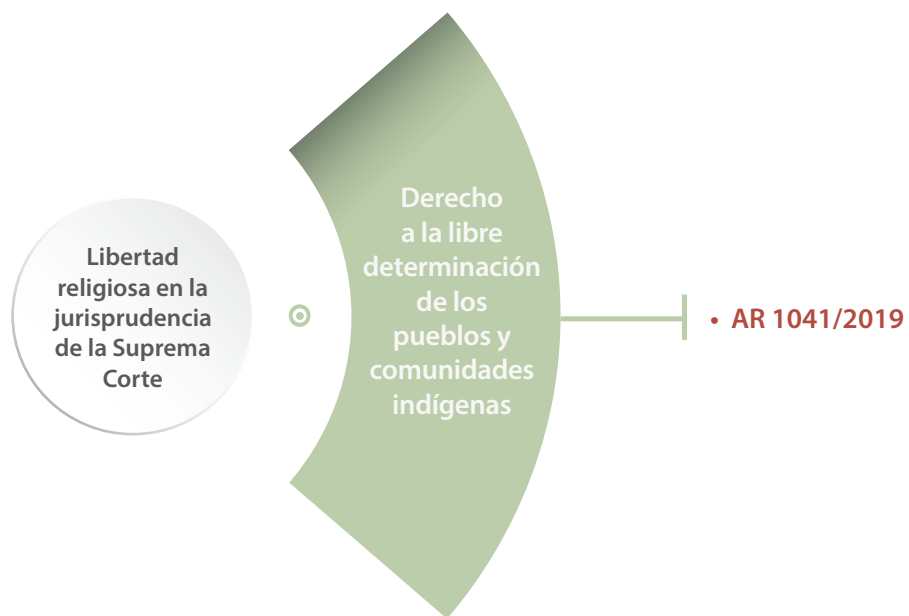 Libertad
religiosa en la
jurisprudencia
de la Suprema
Corte
Derecho
a la libre
determinación
de los
pueblos y
comunidades
indígenas
• AR 1041/2019